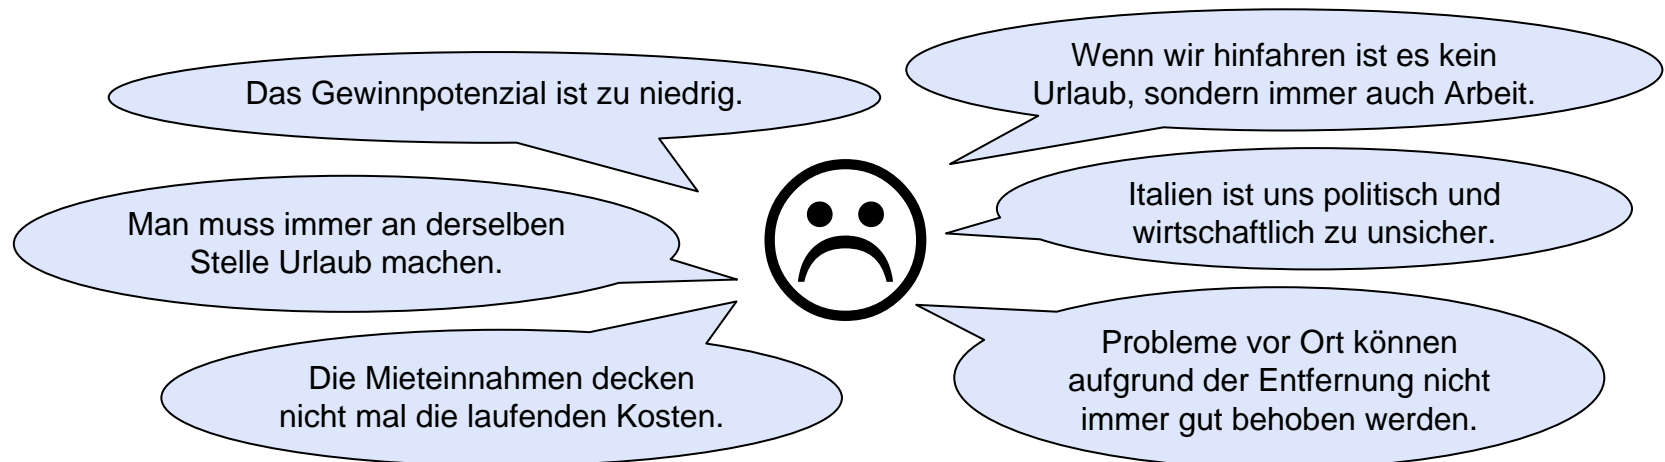 Das Gewinnpotenzial ist zu niedrig.
Wenn wir hinfahren ist es kein
Urlaub, sondern immer auch Arbeit.
Man muss immer an derselben
Stelle Urlaub machen.
Italien ist uns politisch und
wirtschaftlich zu unsicher.
Die Mieteinnahmen decken
nicht mal die laufenden Kosten.
Probleme vor Ort können
aufgrund der Entfernung nicht
immer gut behoben werden.